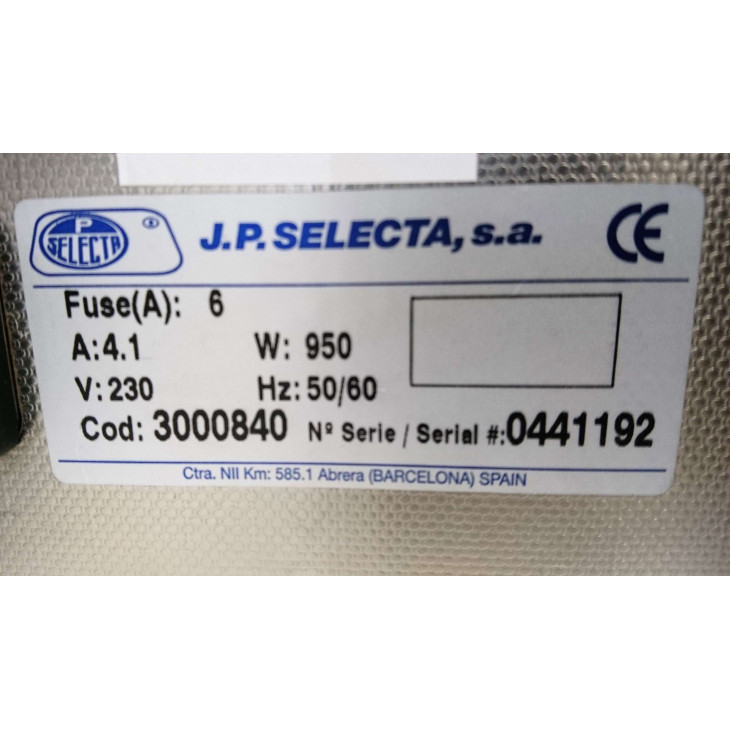 P
SELECTA
®
J.P. SELECTA, s.a.
CE
Fuse(A): 6
A:4.1 W: 950
V: 230 Hz: 50/60
Cod: 3000840 Nº Serie / Serial #:0441192
Ctra. NII Km: 585.1 Abrera (BARCELONA) SPAIN